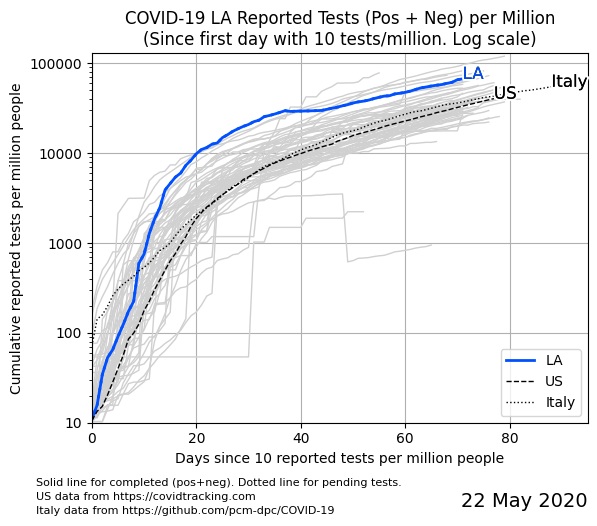 COVID-19 LA Reported Tests (Pos + Neg) per Million
(Since first day with 10 tests/million. Log scale)
Cumulative reported tests per million people
100000
10000
1000
100
10
LA
US
Italy
LA
US
Italy
0
20
40
60
80
Days since 10 reported tests per million people
Solid line for completed (pos+neg). Dotted line for pending tests.
US data from https://covidtracking.com
Italy data from https://github.com/pcm-dpc/COVID-19
22 May 2020